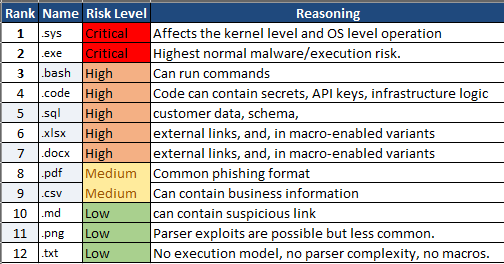 Rank Name Risk Level Reasoning
1 .sys Critical Affects the kernel level and OS level operation
2 .exe Critical Highest normal malware/execution risk.
3 .bash High Can run commands
4 .code High Code can contain secrets, API keys, infrastructure logic
5 .sql High customer data, schema,
6 .xlsx High external links, and, in macro-enabled variants
7 .docx High external links, and, in macro-enabled variants
8 .pdf Medium Common phishing format
9 .csv Medium Can contain business information
10 .md Low can contain suspicious link
11 .png Low Parser exploits are possible but less common.
12 .txt Low No execution model, no parser complexity, no macros.